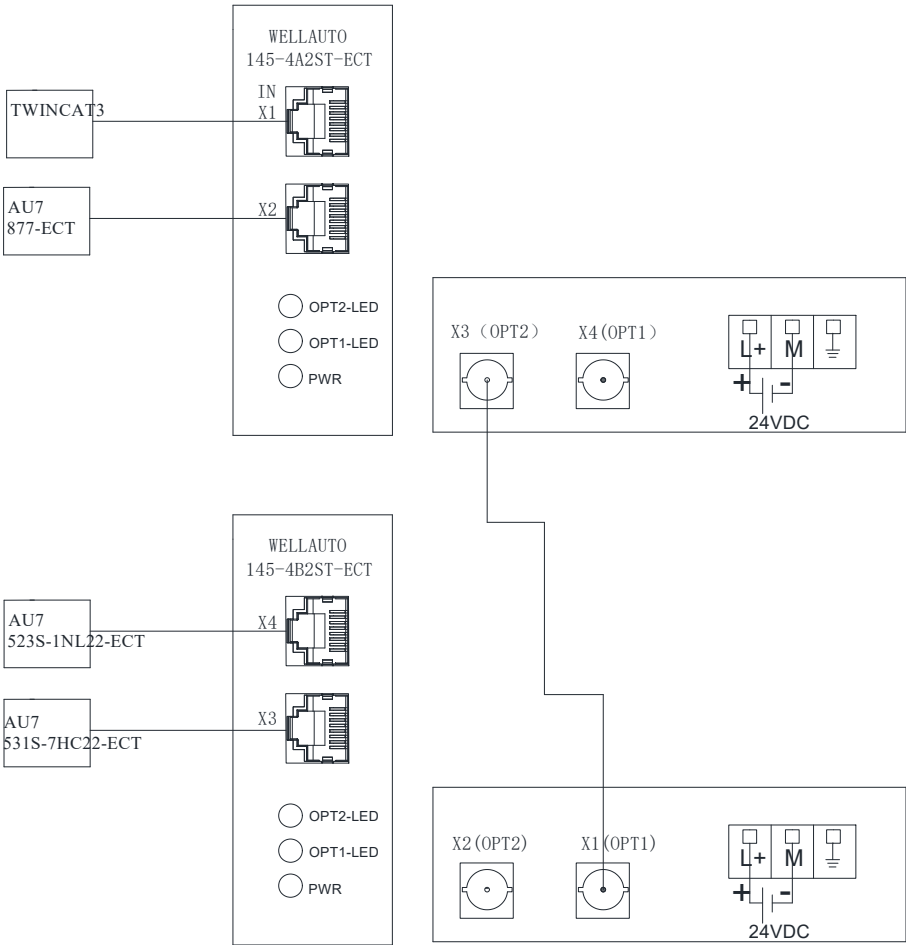 WELLAUTO
145-4A2ST-ECT
IN
X1
TWINCAT3
X2
AU7
877-ECT
OPT2-LED
OPT1-LED
PWR
X3（OPT2）
X4(OPT1)
L+ M
+ -
24VDC
WELLAUTO
145-4B2ST-ECT
X4
AU7
523S-1NL22-ECT
X3
AU7
531S-7HC22-ECT
OPT2-LED
OPT1-LED
PWR
X2(OPT2)
X1(OPT1)
L+ M
+ -
24VDC